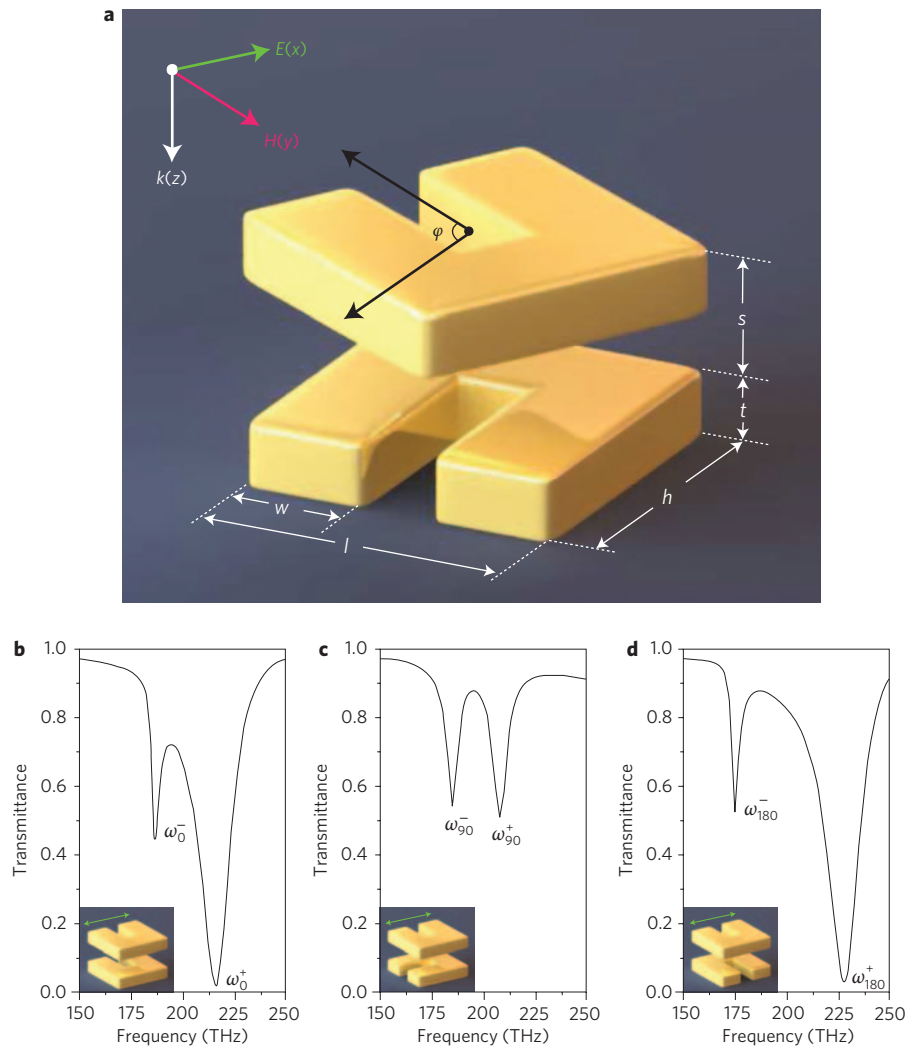 a
E(x)
H(y)
k(z)
φ
s
t
h
w
l
b
c
d
1.0
0.8
0.6
0.4
0.2
0.0
Transmittance
150 175 200 225 250
Frequency (THz)
ω₀⁻
ω₀⁺
1.0
0.8
0.6
0.4
0.2
0.0
Transmittance
150 175 200 225 250
Frequency (THz)
ω₉₀⁻
ω₉₀⁺
1.0
0.8
0.6
0.4
0.2
0.0
Transmittance
150 175 200 225 250
Frequency (THz)
ω₁₈₀⁻
ω₁₈₀⁺